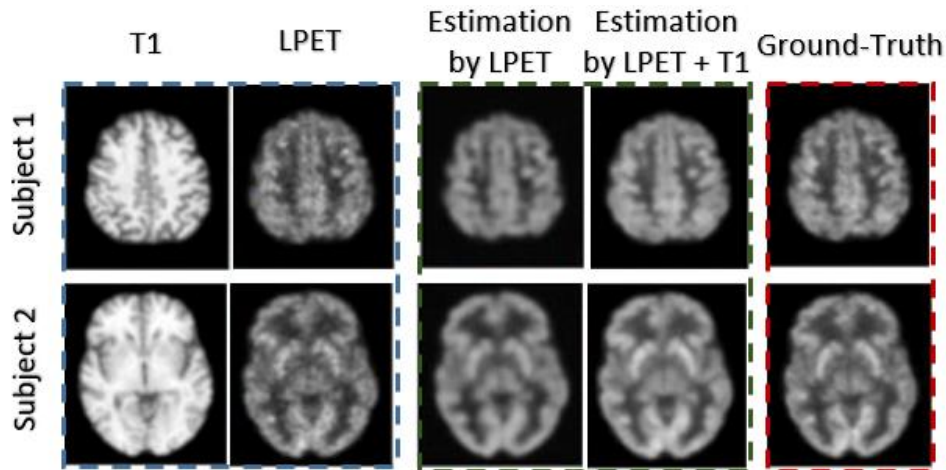 T1
LPET
Estimation
by LPET
Estimation
by LPET + T1
Ground-Truth
Subject 1
Subject 2